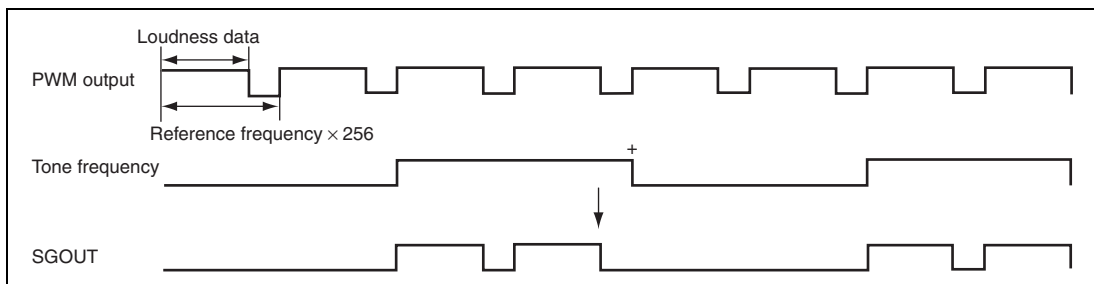 Loudness data
PWM output
Reference frequency × 256
+
Tone frequency
SGOUT